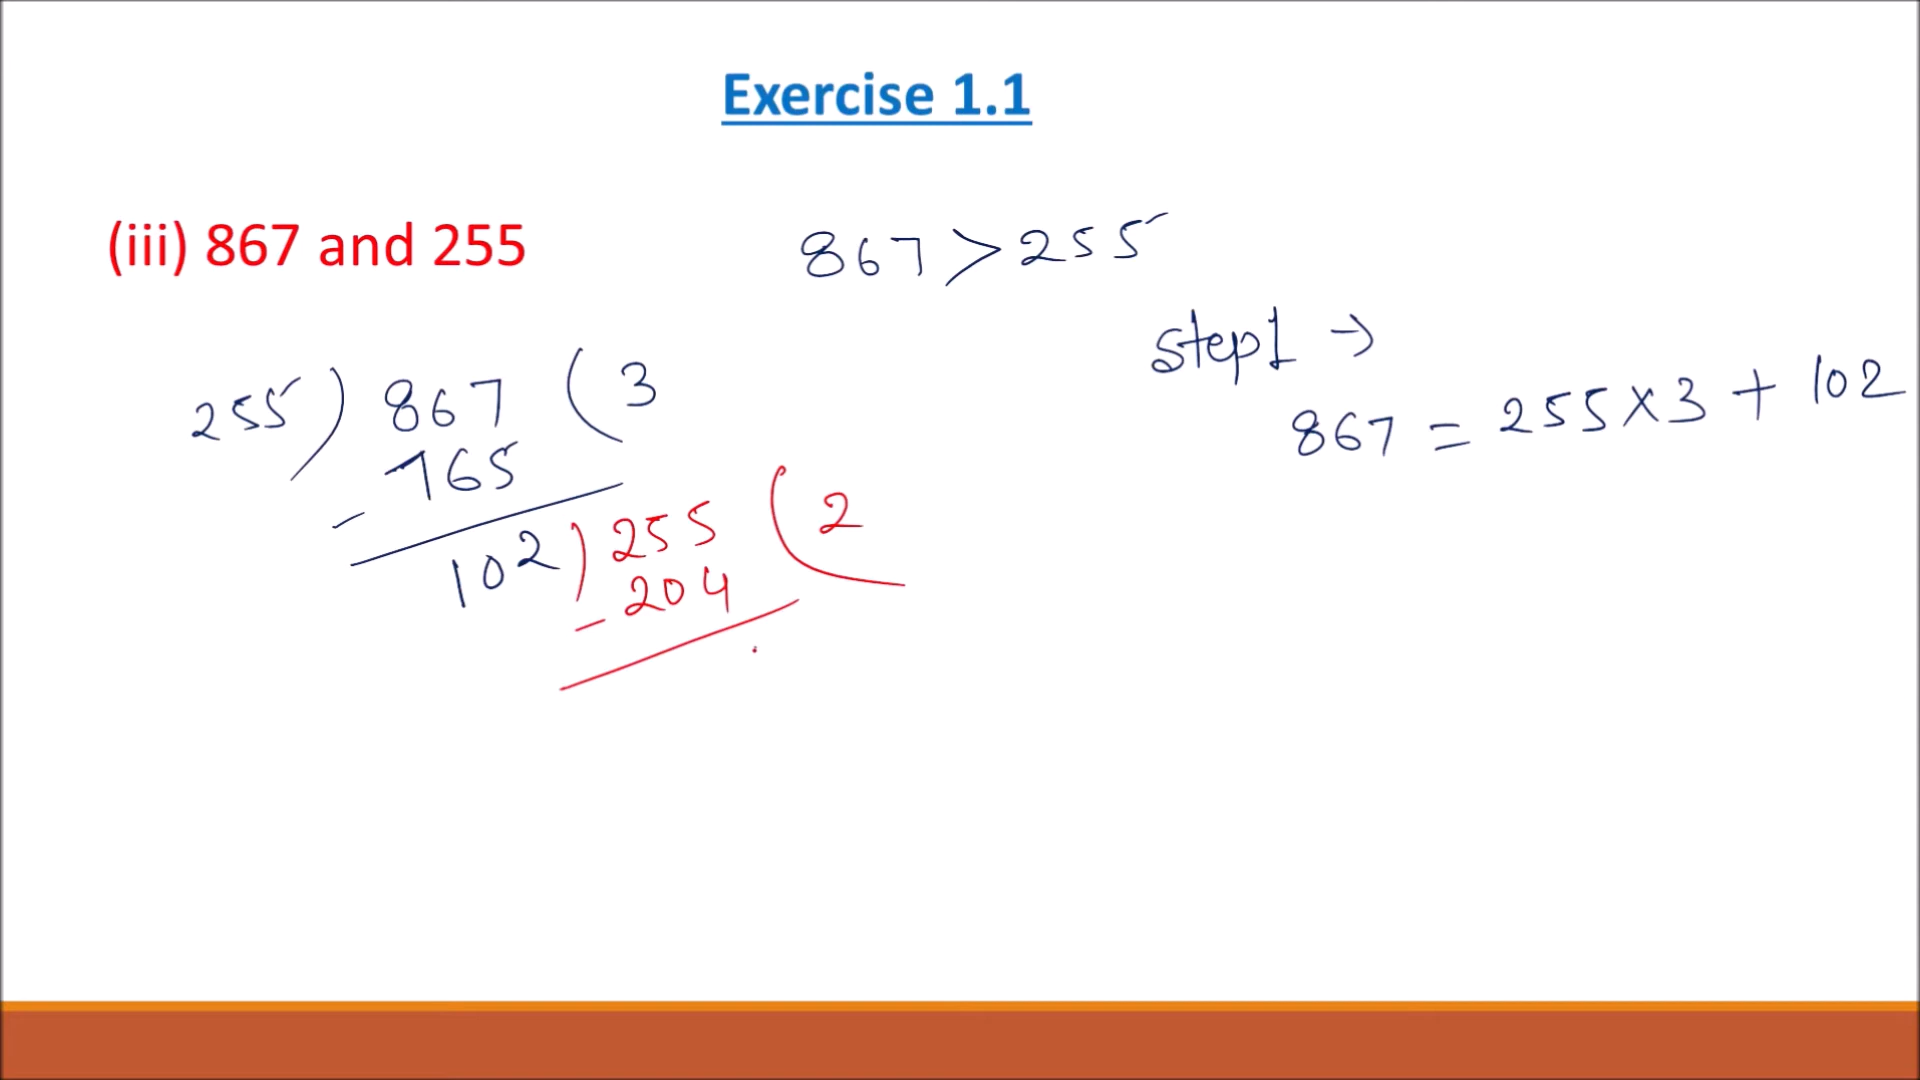 Exercise 1.1
(iii) 867 and 255
867 > 255
step1 →
867 = 255 × 3 + 102
255 ) 867 ( 3
- 765
102 ) 255 ( 2
- 204